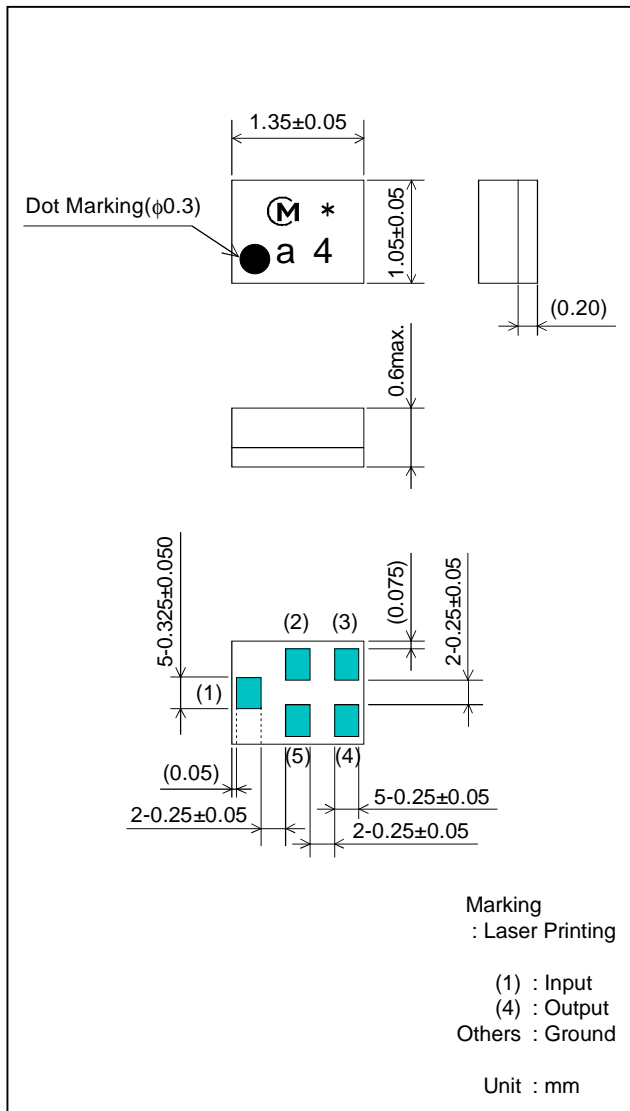 1.35±0.05
Dot Marking(ϕ0.3)
M *
a 4
1.05±0.05
(0.20)
0.6max.
5-0.325±0.050
(0.075)
2-0.25±0.05
(2) (3)
(1)
(5) (4)
(0.05)
5-0.25±0.05
2-0.25±0.05
2-0.25±0.05
Marking
: Laser Printing
(1) : Input
(4) : Output
Others : Ground
Unit : mm